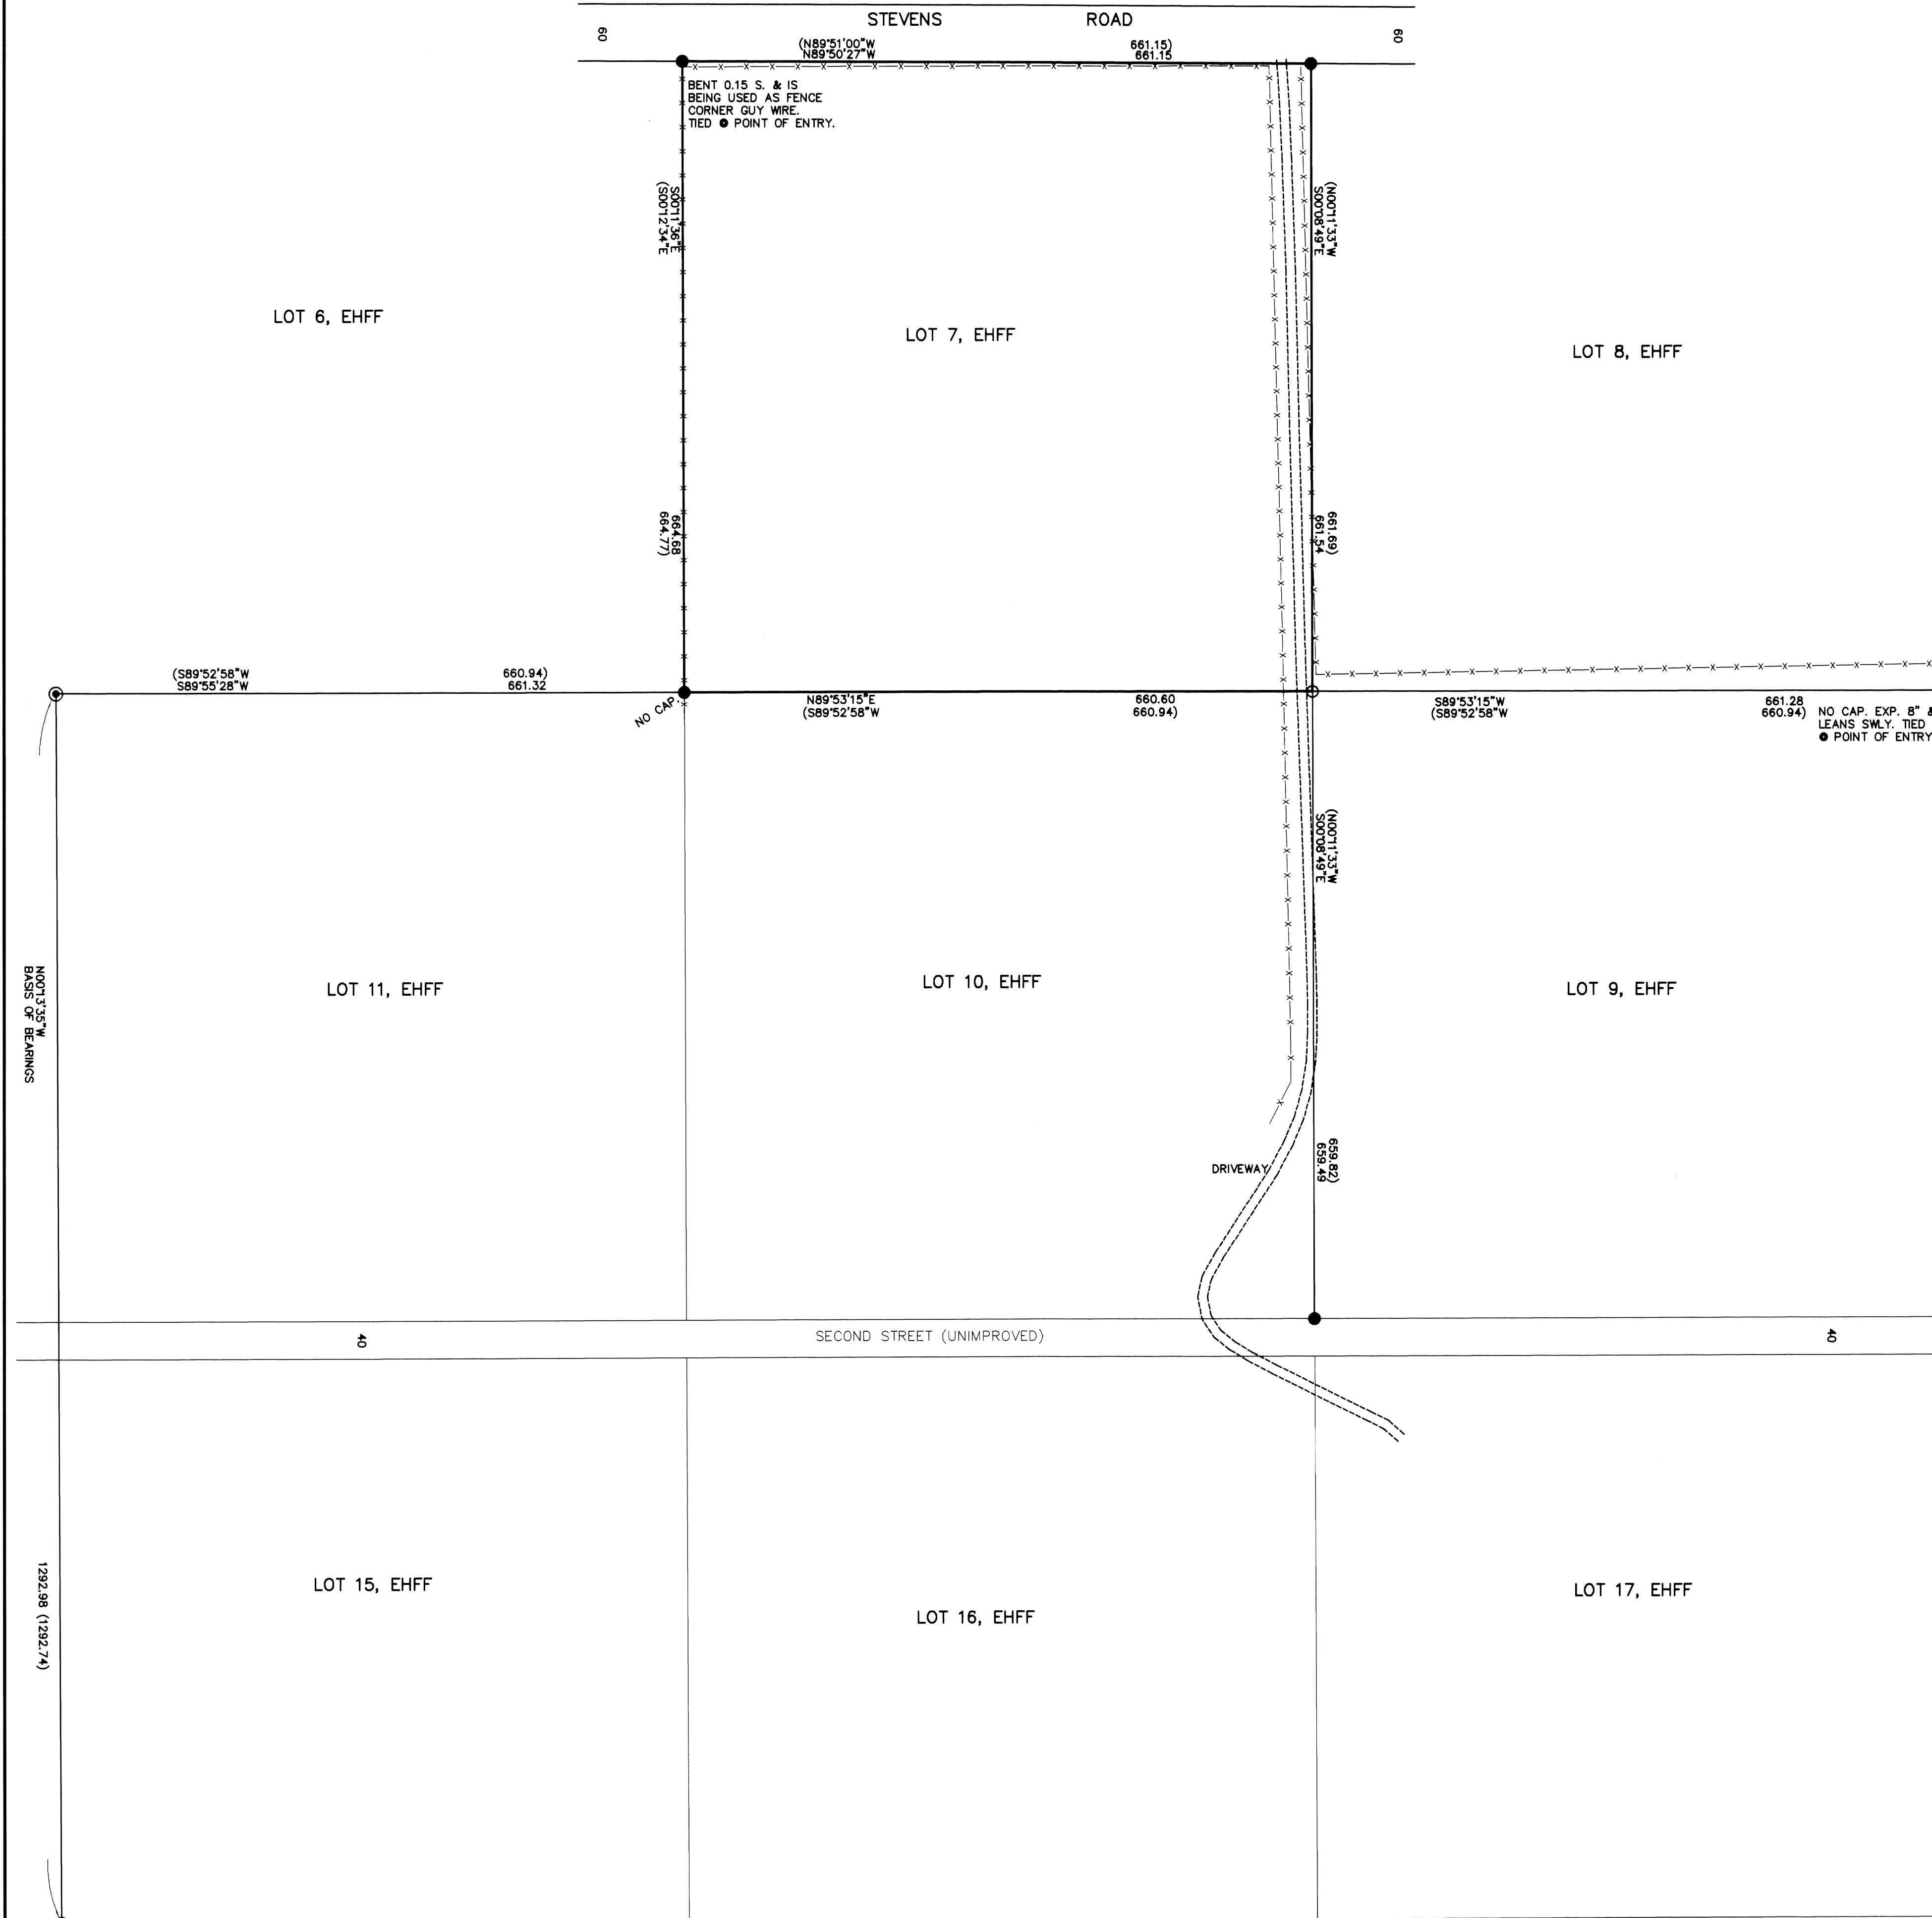 STEVENS ROAD
60
60
(N89°51'00"W 661.15)
N89°50'27"W 661.15
BENT 0.15 S. & IS
BEING USED AS FENCE
CORNER GUY WIRE.
TIED @ POINT OF ENTRY.
S00°11'36"E 664.68
(S00°12'34"E 664.77)
(N00°11'33"W 661.69)
S00°08'49"E 661.54
LOT 6, EHFF
LOT 7, EHFF
LOT 8, EHFF
(S89°52'58"W 660.94)
S89°55'28"W 661.32
NO CAP.
N89°53'15"E 660.60
(S89°52'58"W 660.94)
S89°53'15"W 661.28
(S89°52'58"W 660.94)
NO CAP. EXP. 8" &
LEANS SWLY. TIED
@ POINT OF ENTRY
(N00°11'33"W 659.82)
S00°08'49"E 659.49
N00°13'35"W
BASIS OF BEARINGS
LOT 11, EHFF
LOT 10, EHFF
LOT 9, EHFF
DRIVEWAY
40
SECOND STREET (UNIMPROVED)
40
1292.98 (1292.74)
LOT 15, EHFF
LOT 16, EHFF
LOT 17, EHFF